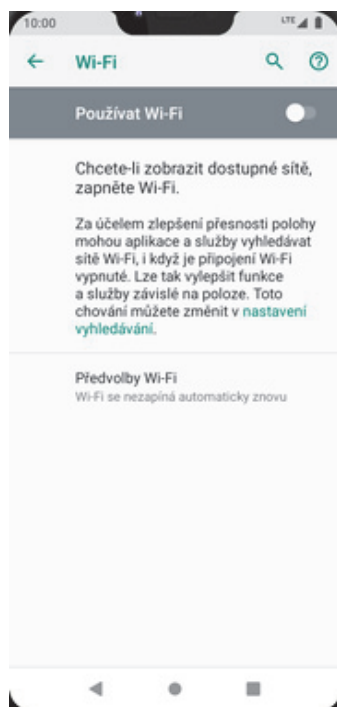 10:00
LTE
Wi-Fi
Používat Wi-Fi
Chcete-li zobrazit dostupné sítě,
zapněte Wi-Fi.
Za účelem zlepšení přesnosti polohy
mohou aplikace a služby vyhledávat
sítě Wi-Fi, i když je připojení Wi-Fi
vypnuté. Lze tak vylepšit funkce
a služby závislé na poloze. Toto
chování můžete změnit v nastavení
vyhledávání.
Předvolby Wi-Fi
Wi-Fi se nezapíná automaticky znovu